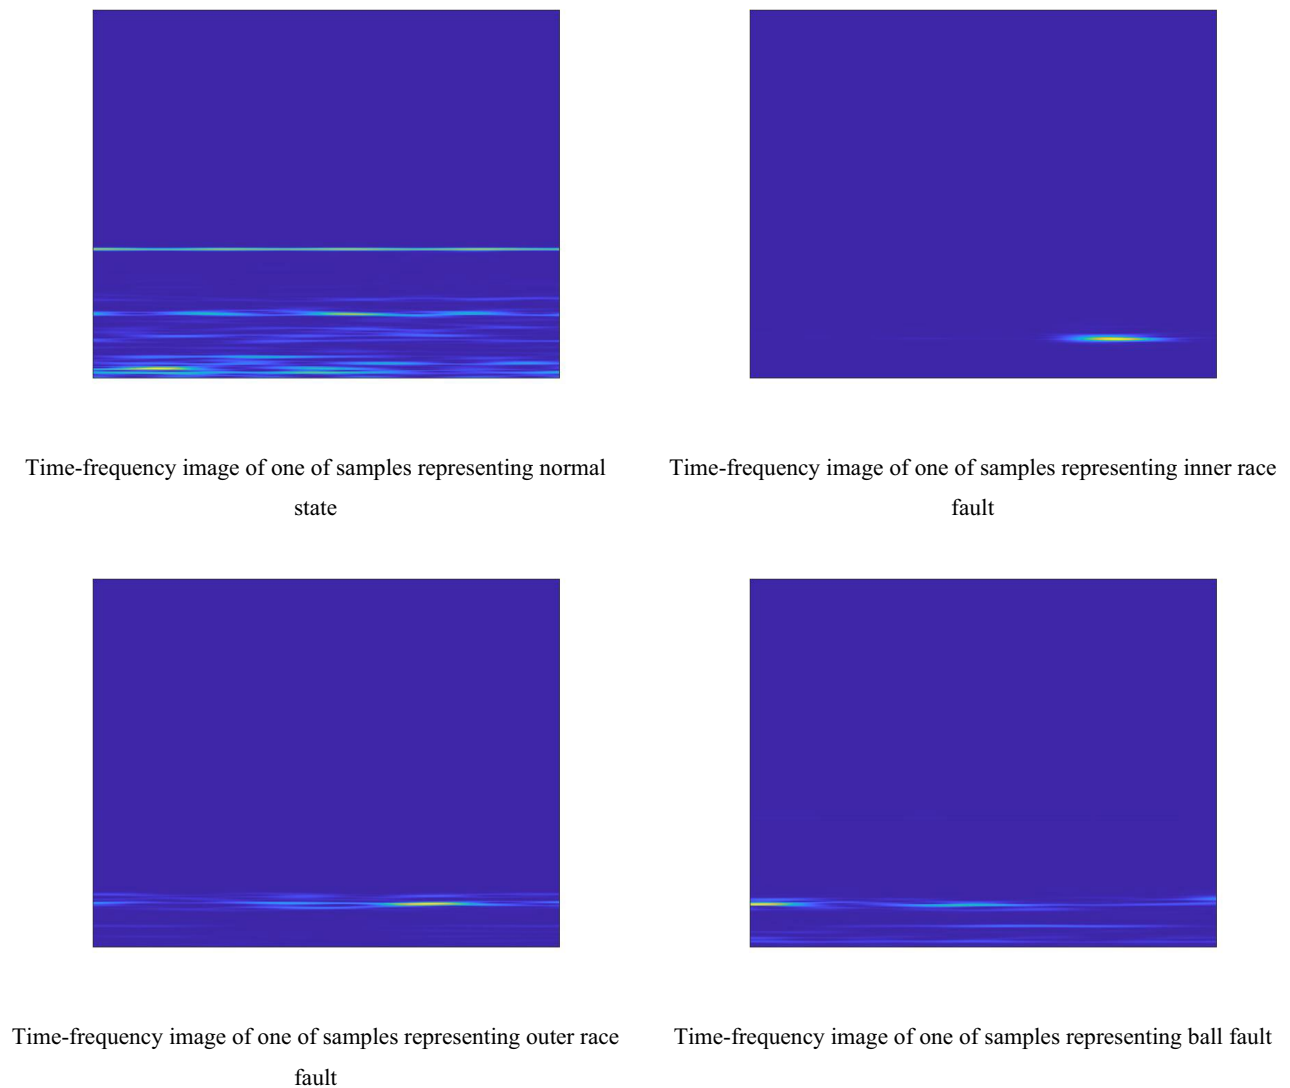 Time-frequency image of one of samples representing normal
state
Time-frequency image of one of samples representing inner race
fault
Time-frequency image of one of samples representing outer race
fault
Time-frequency image of one of samples representing ball fault